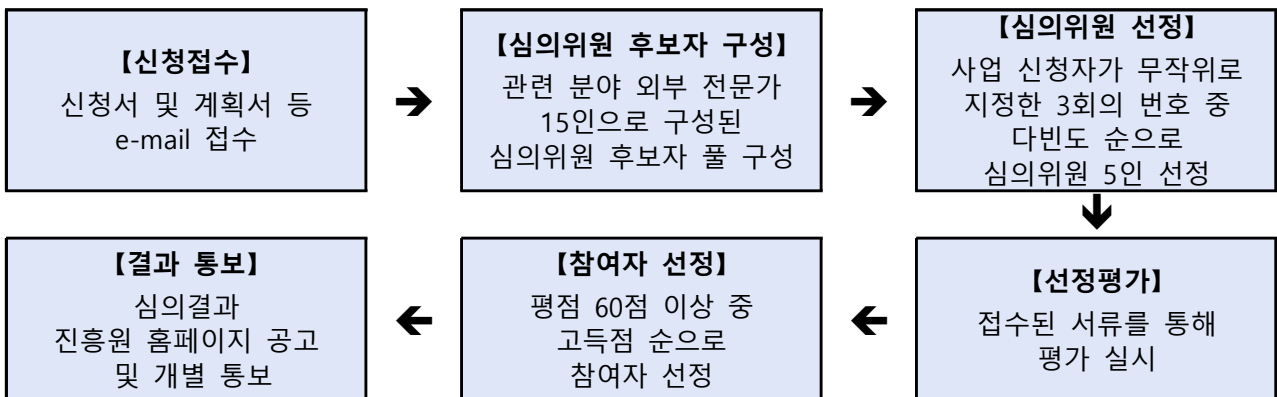 【신청접수】
신청서 및 계획서 등
e-mail 접수
➔
【심의위원 후보자 구성】
관련 분야 외부 전문가
15인으로 구성된
심의위원 후보자 풀 구성
➔
【심의위원 선정】
사업 신청자가 무작위로
지정한 3회의 번호 중
다빈도 순으로
심의위원 5인 선정
【선정평가】
접수된 서류를 통해
평가 실시
【참여자 선정】
평점 60점 이상 중
고득점 순으로
참여자 선정
【결과 통보】
심의결과
진흥원 홈페이지 공고
및 개별 통보